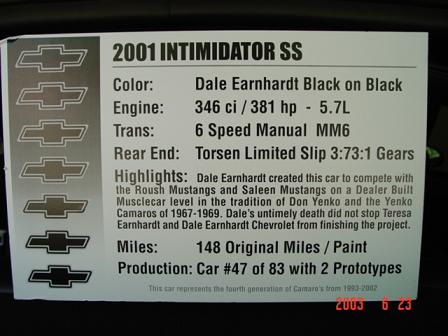 2001 INTIMIDATOR SS
Color: Dale Earnhardt Black on Black
Engine: 346 ci / 381 hp - 5.7L
Trans: 6 Speed Manual MM6
Rear End: Torsen Limited Slip 3:73:1 Gears
Highlights: Dale Earnhardt created this car to compete with
the Roush Mustangs and Saleen Mustangs on a Dealer Built
Musclecar level in the tradition of Don Yenko and the Yenko
Camaros of 1967-1969. Dale's untimely death did not stop Teresa
Earnhardt and Dale Earnhardt Chevrolet from finishing the project.
Miles: 148 Original Miles / Paint
Production: Car #47 of 83 with 2 Prototypes
This car represents the fourth generation of Camaro's from 1993-2002
2003 6 23